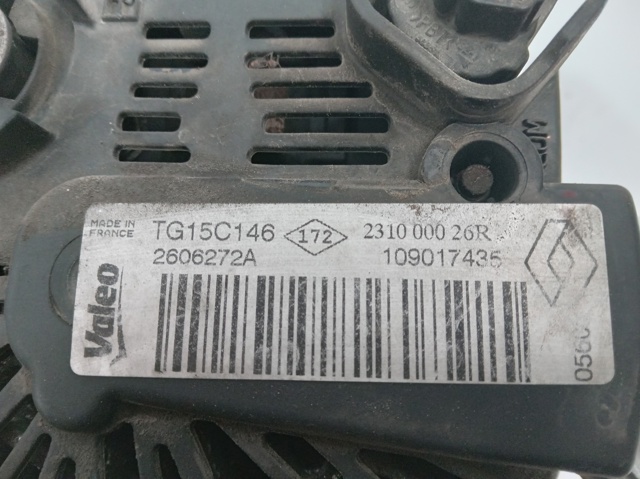 MADE IN
FRANCE
TG15C146 172 2310 000 26R
2606272A 109017435
Valeo